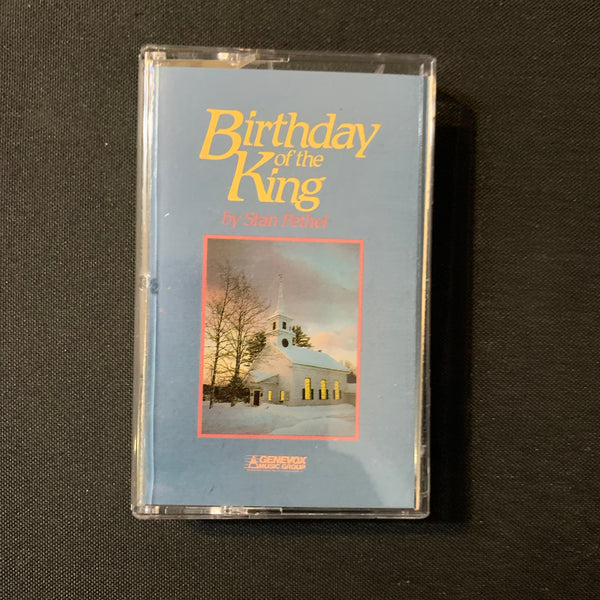 Birthday
of the
King
by Stan Pethel
GENEVOX
MUSIC GROUP